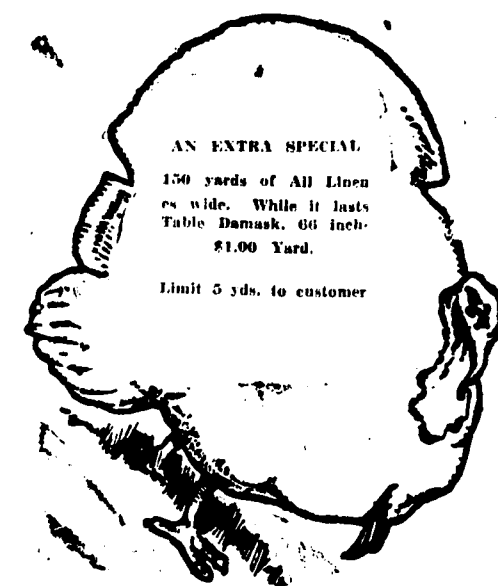 AN EXTRA SPECIAL
150 yards of All Linen
es wide. While it lasts
Table Damask, 66 inch-
$1.00 Yard.
Limit 5 yds. to customer